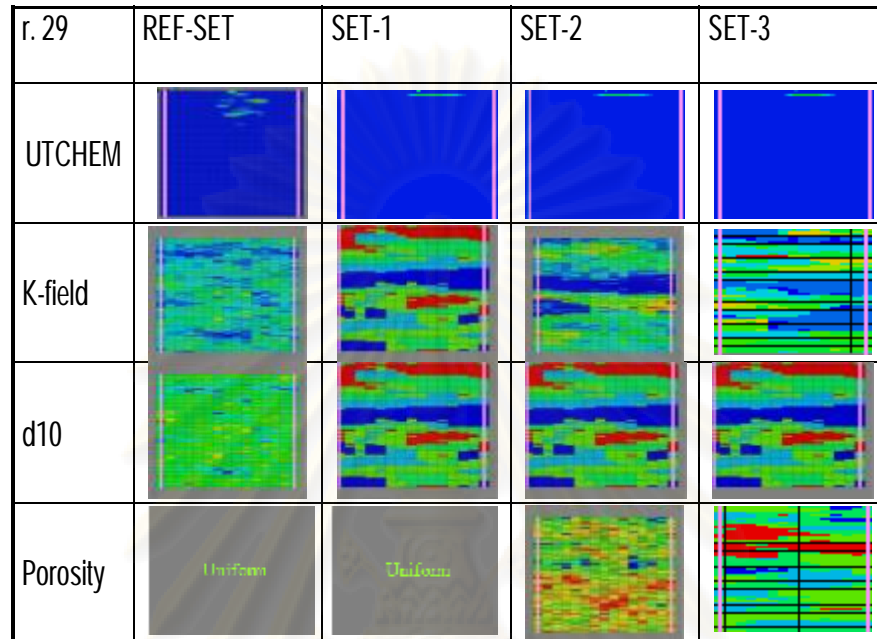 r. 29 REF-SET SET-1 SET-2 SET-3
UTCHEM
K-field
d10
Porosity Uniform Uniform